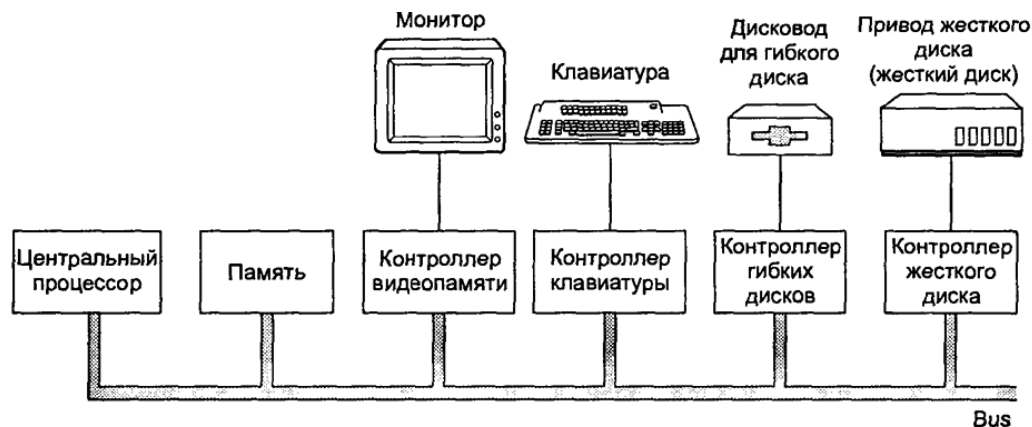 Монитор
Клавиатура
Дисковод
для гибкого
диска
Привод жесткого
диска
(жесткий диск)
Центральный
процессор
Память
Контроллер
видеопамяти
Контроллер
клавиатуры
Контроллер
гибких
дисков
Контроллер
жесткого
диска
Bus